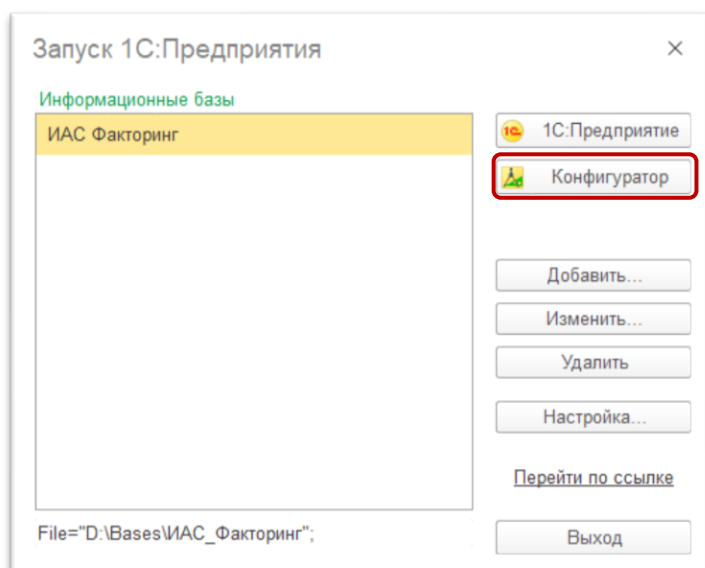 Запуск 1С:Предприятия
Информационные базы
ИАС Факторинг
1С:Предприятие
Конфигуратор
Добавить...
Изменить...
Удалить
Настройка...
Перейти по ссылке
File="D:\Bases\ИАС_Факторинг";
Выход